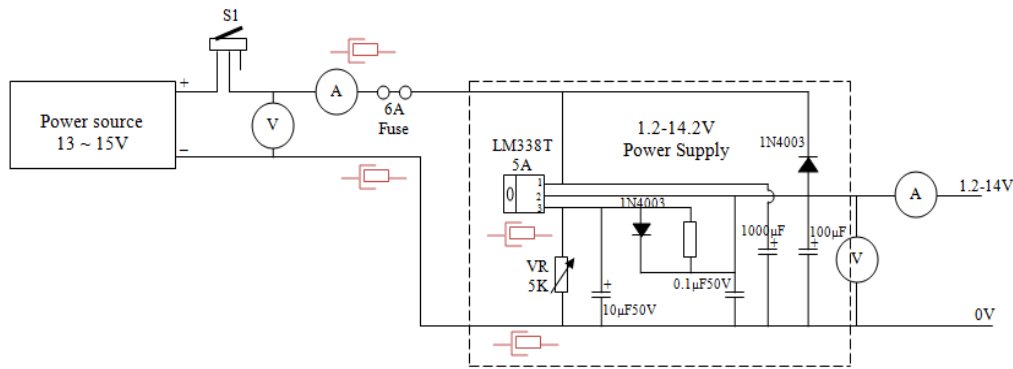 S1
+
Power source
13 ~ 15V
−
V
A
6A
Fuse
1.2-14.2V
Power Supply
LM338T
5A
1
2
3
1N4003
1N4003
A
1.2-14V
VR
5K
+
10µF50V
0.1µF50V
1000µF
+
100µF
+
V
0V